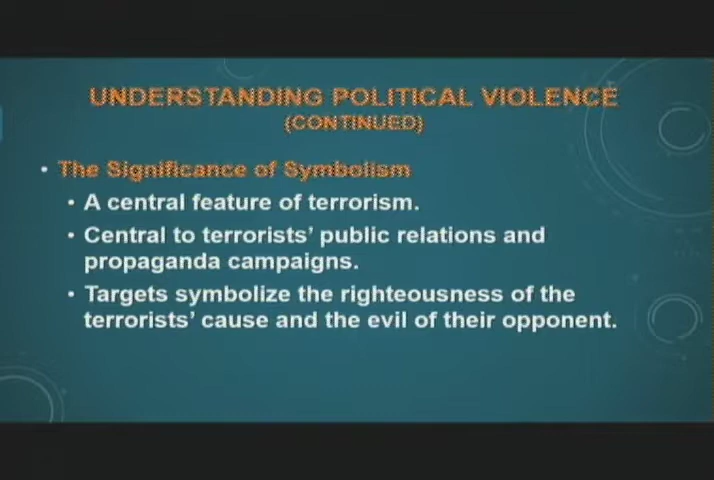 UNDERSTANDING POLITICAL VIOLENCE
(CONTINUED)
• The Significance of Symbolism
• A central feature of terrorism.
• Central to terrorists' public relations and
propaganda campaigns.
• Targets symbolize the righteousness of the
terrorists' cause and the evil of their opponent.